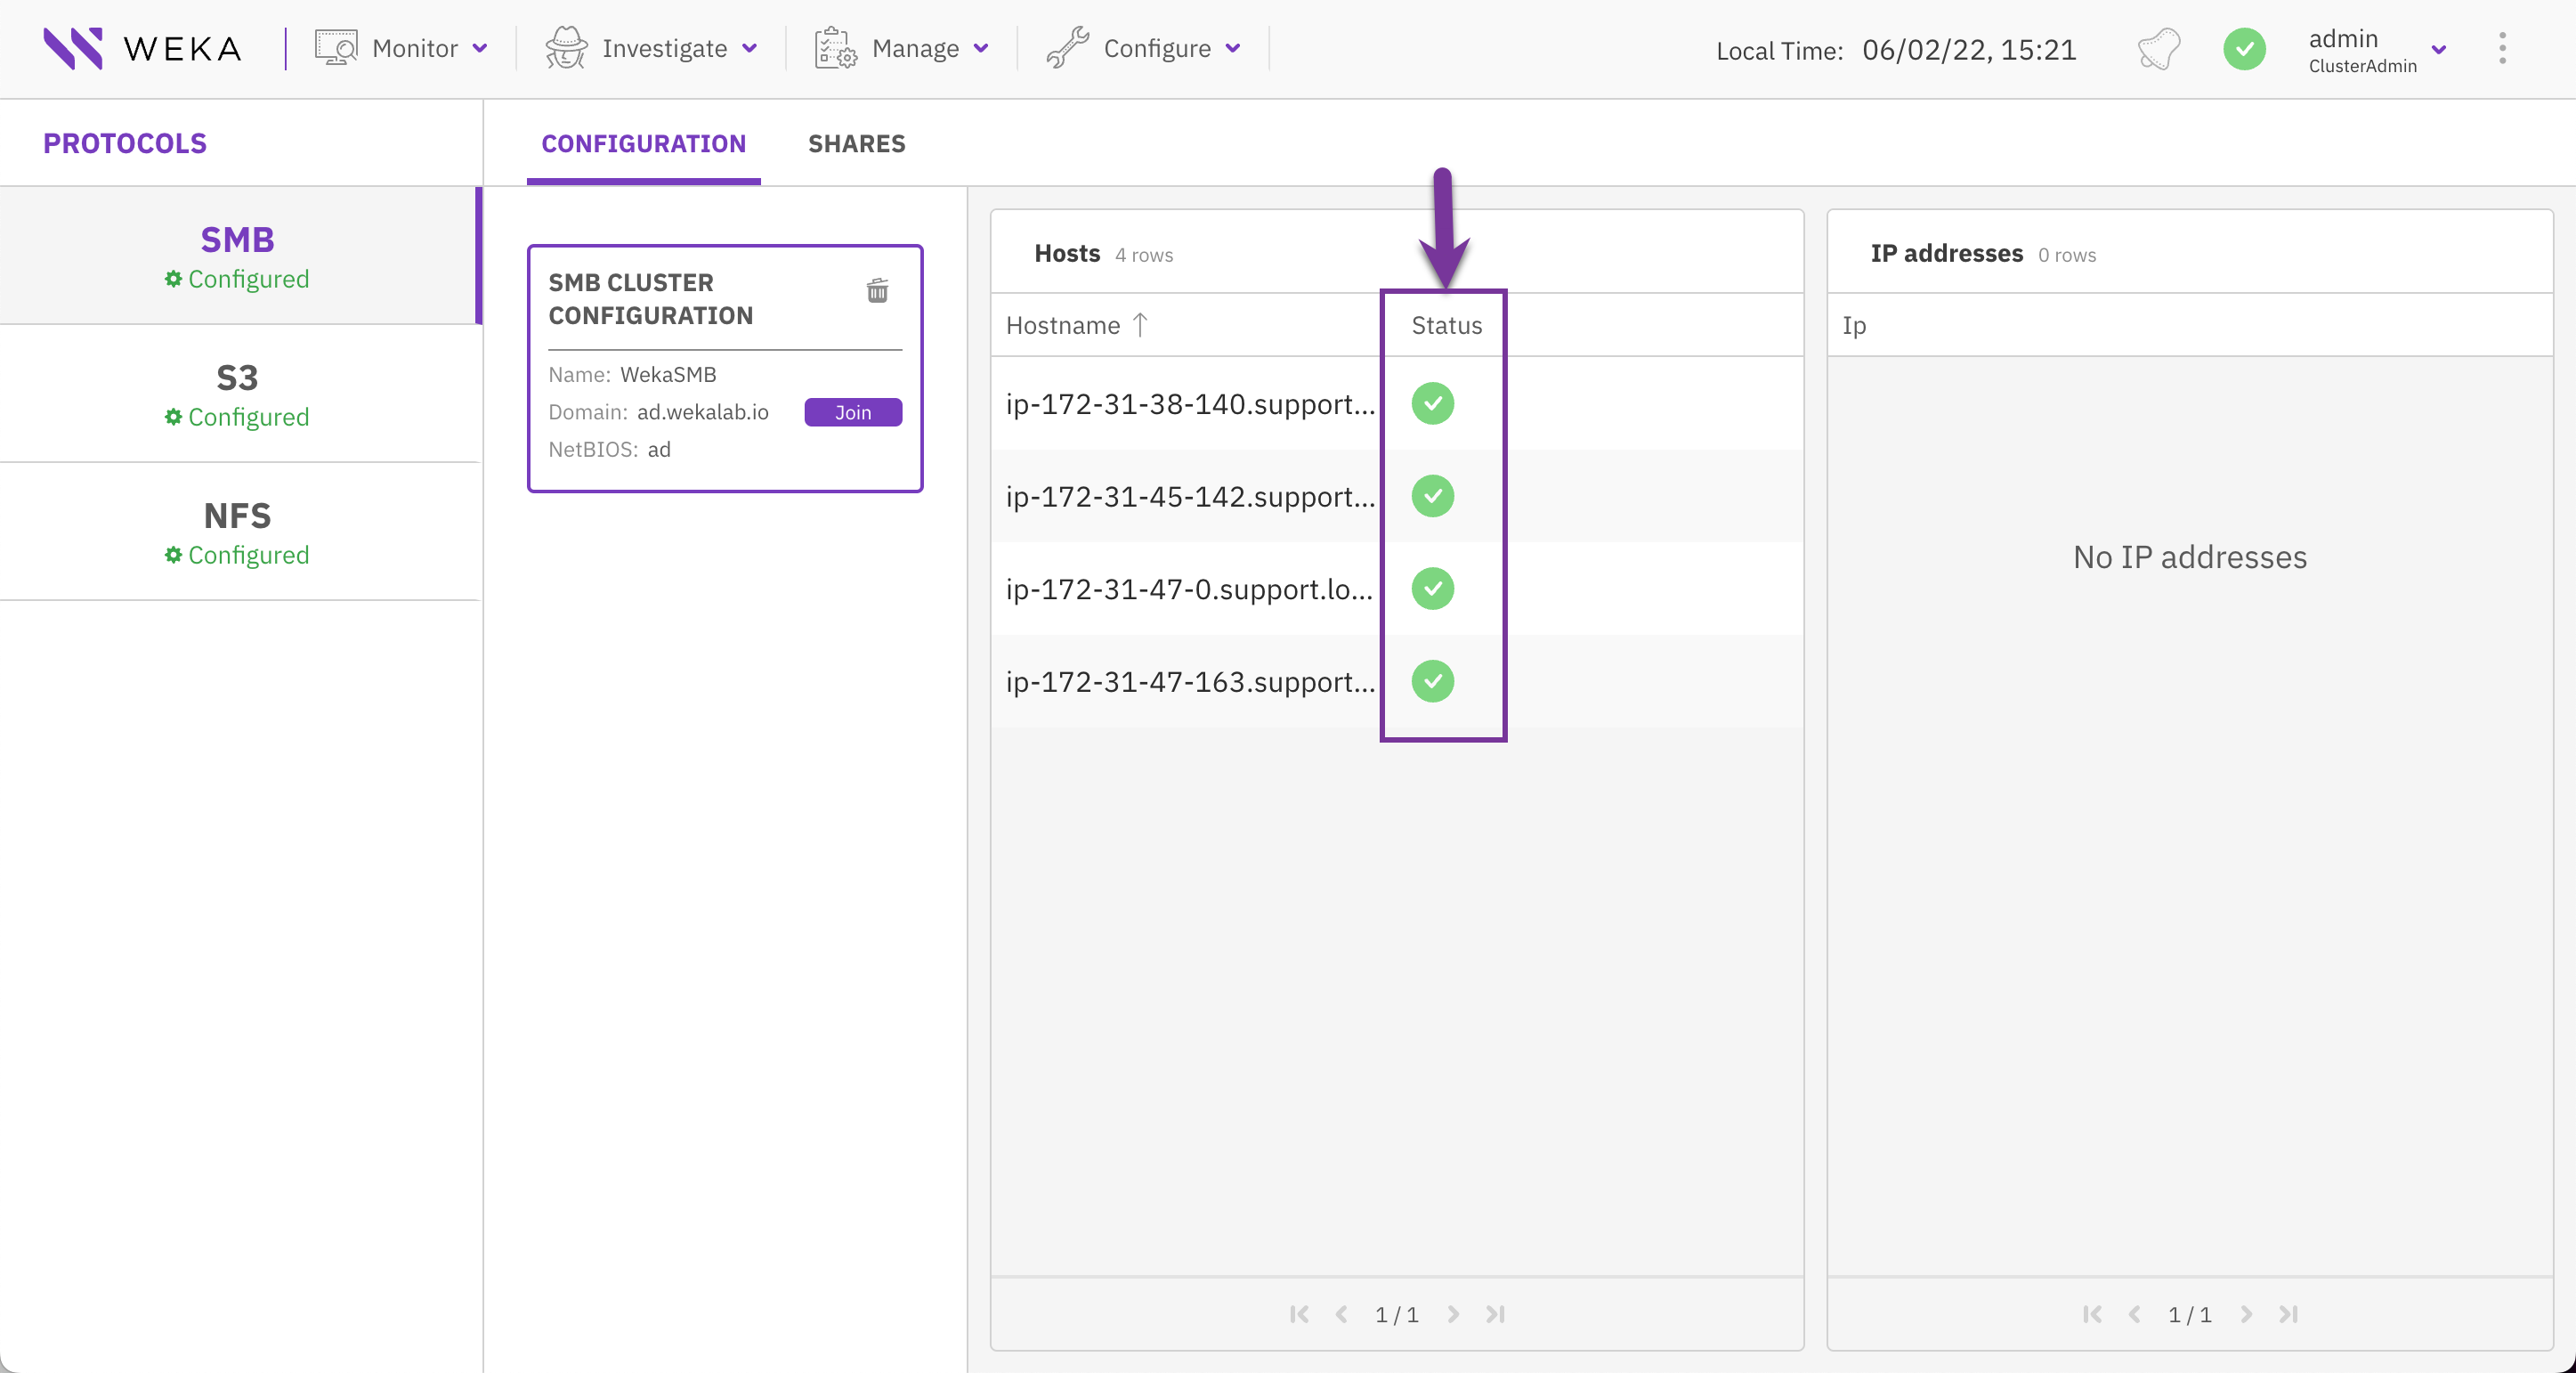 WEKA
Monitor
Investigate
Manage
Configure
Local Time: 06/02/22, 15:21
admin
ClusterAdmin
PROTOCOLS
CONFIGURATION
SHARES
SMB
Configured
S3
Configured
NFS
Configured
SMB CLUSTER
CONFIGURATION
Name: WekaSMB
Domain: ad.wekalab.io
Join
NetBIOS: ad
Hosts 4 rows
Hostname ↑ Status
ip-172-31-38-140.support...
ip-172-31-45-142.support...
ip-172-31-47-0.support.lo...
ip-172-31-47-163.support...
1 / 1
IP addresses 0 rows
Ip
No IP addresses
1 / 1